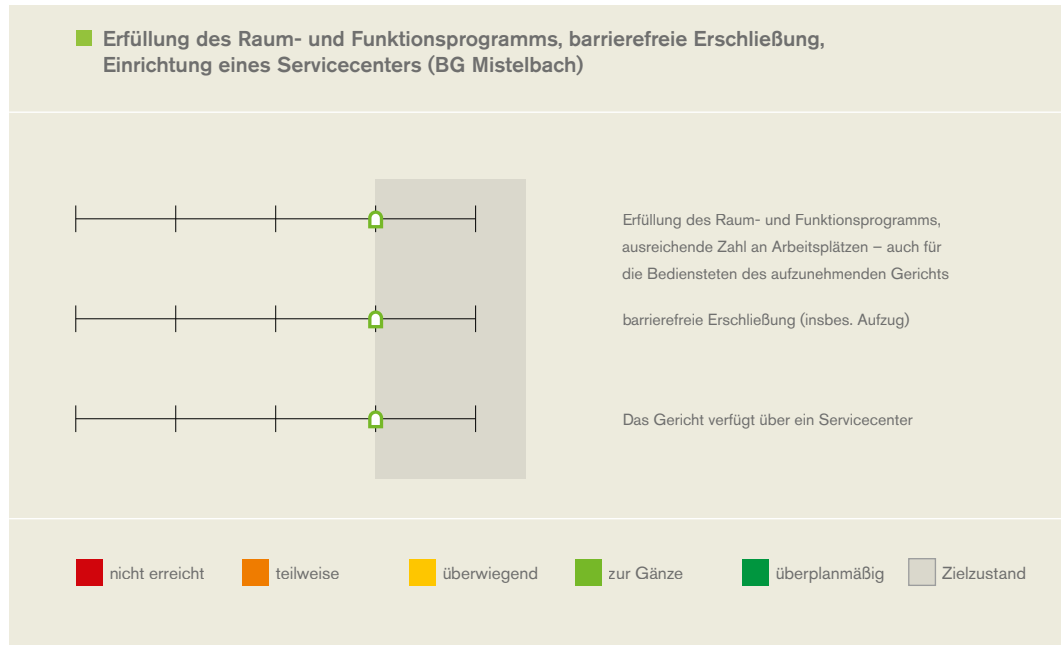 Erfüllung des Raum- und Funktionsprogramms, barrierefreie Erschließung,
Einrichtung eines Servicecenters (BG Mistelbach)
Erfüllung des Raum- und Funktionsprogramms,
ausreichende Zahl an Arbeitsplätzen – auch für
die Bediensteten des aufzunehmenden Gerichts
barrierefreie Erschließung (insbes. Aufzug)
Das Gericht verfügt über ein Servicecenter
nicht erreicht teilweise überwiegend zur Gänze überplanmäßig Zielzustand